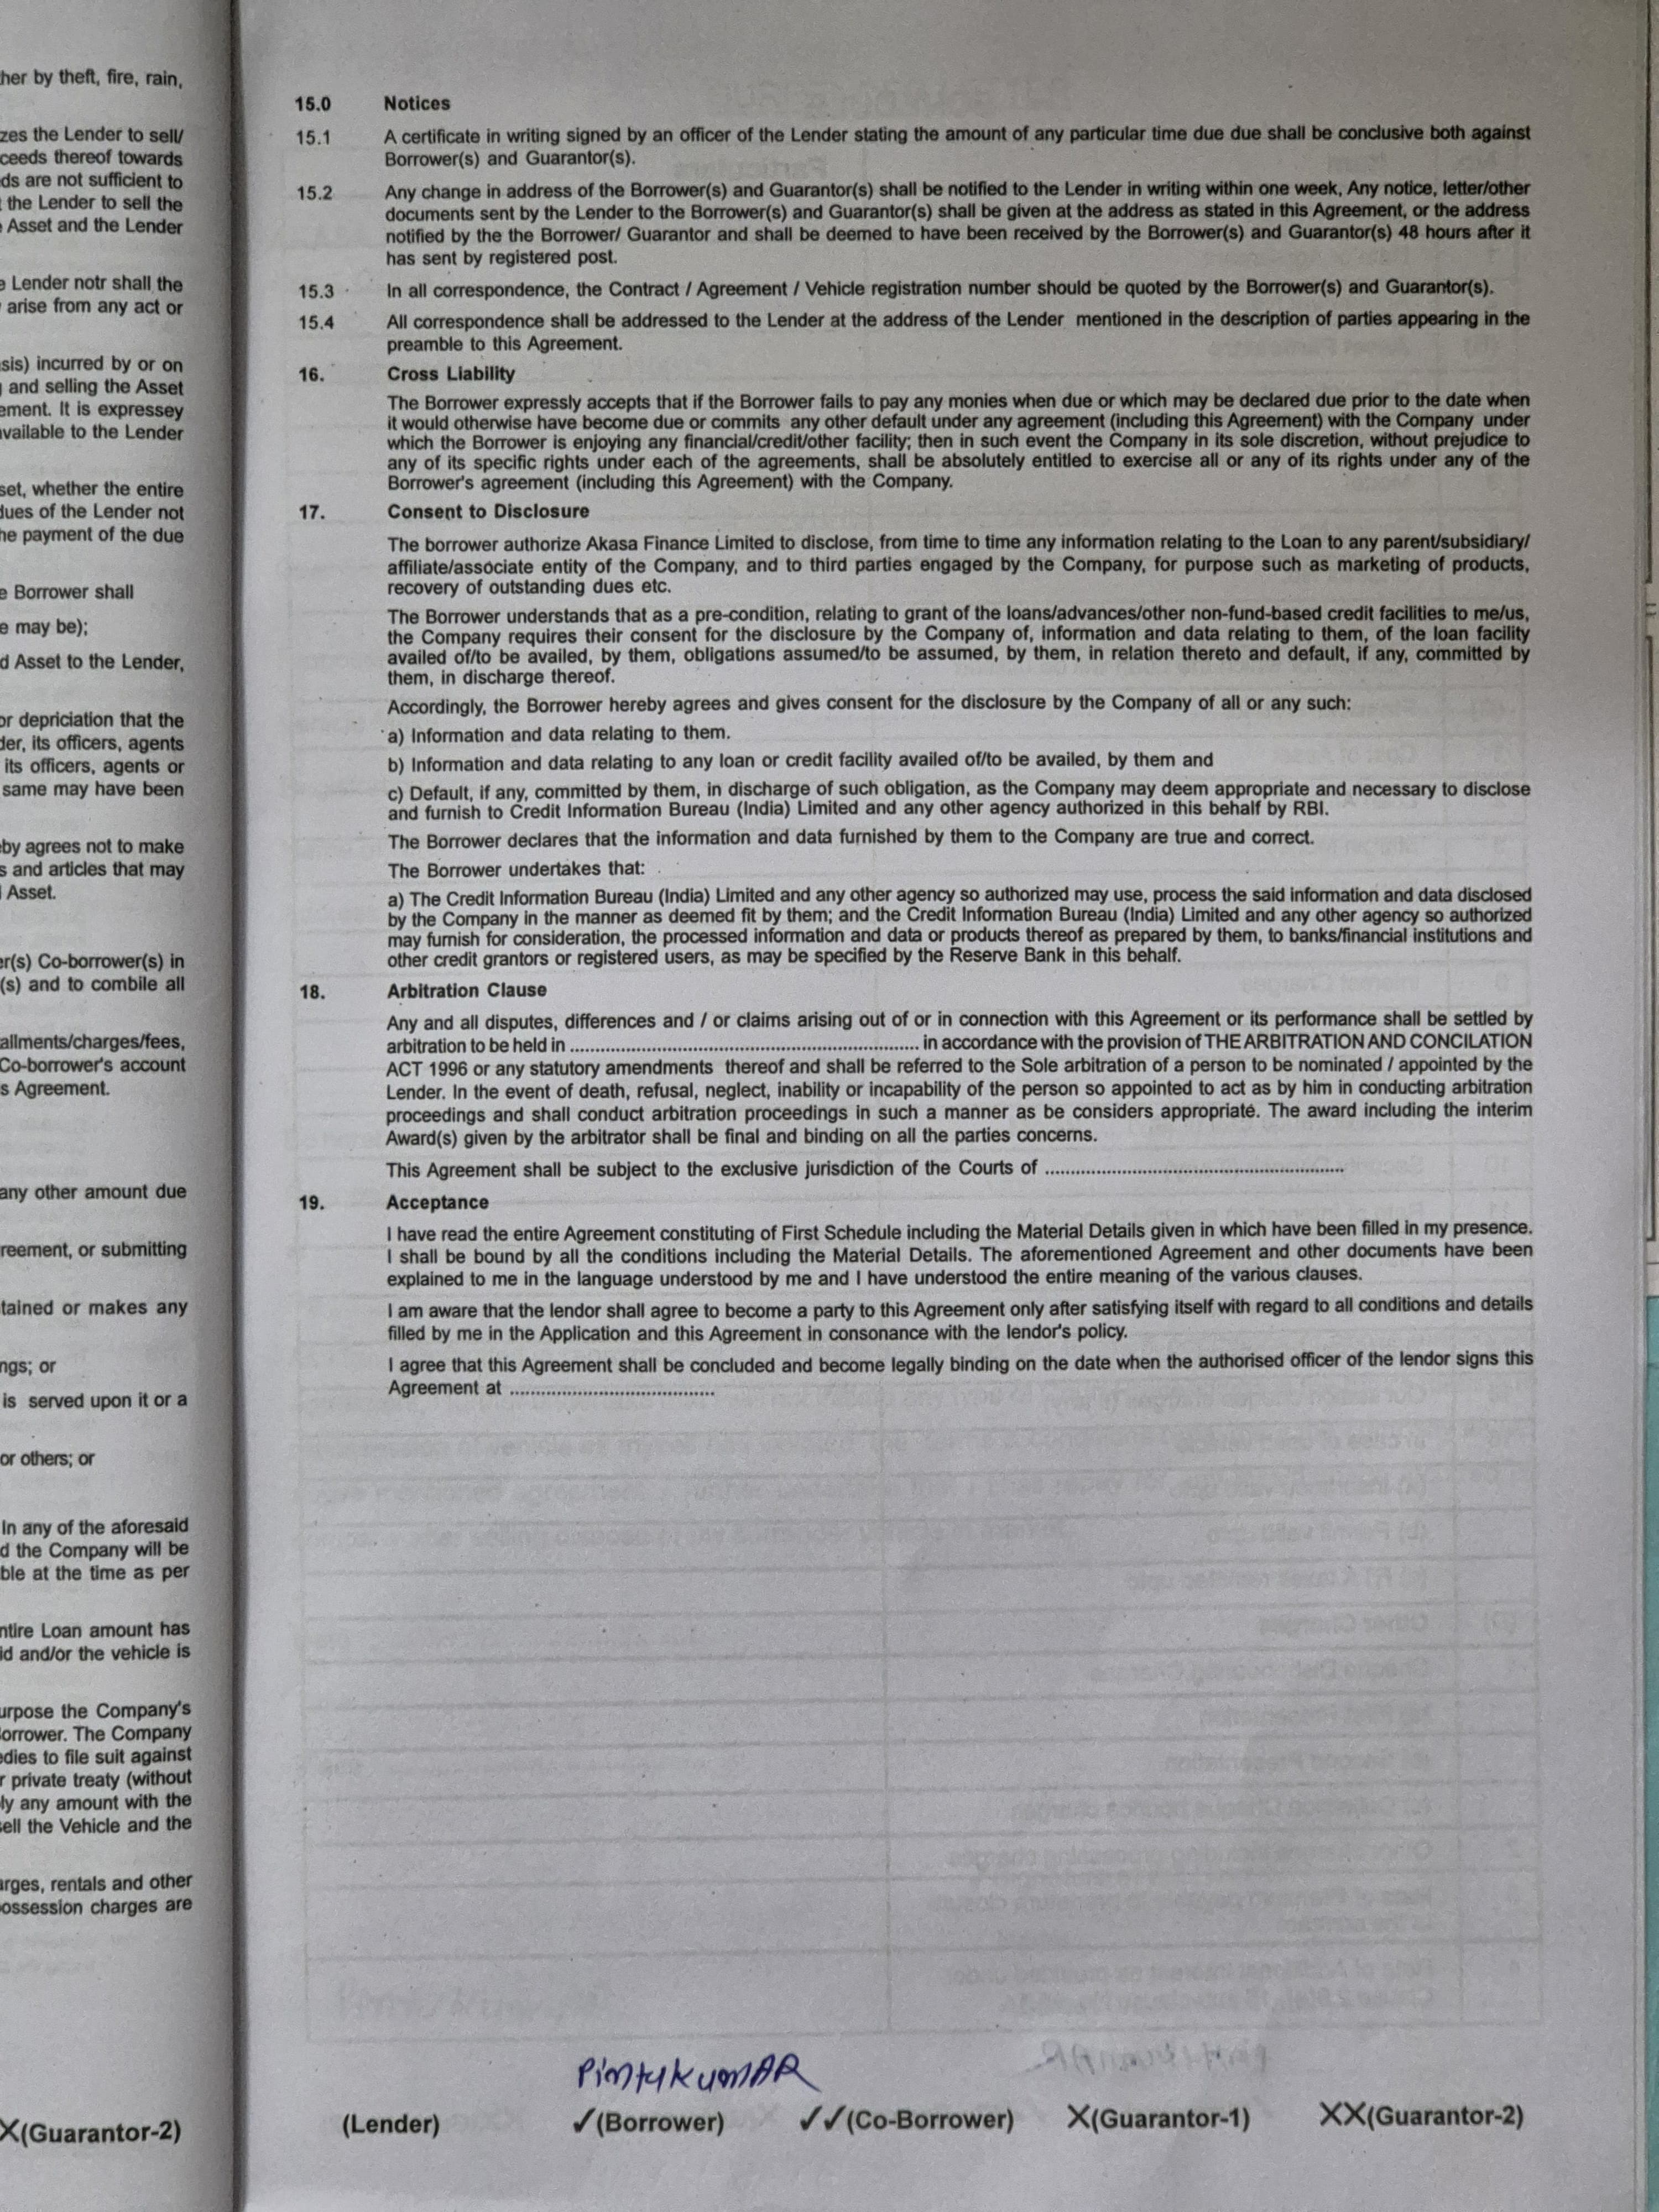 her by theft, fire, rain,
zes the Lender to sell/
ceeds thereof towards
ds are not sufficient to
the Lender to sell the
Asset and the Lender
Lender notr shall the
arise from any act or
sis) incurred by or on
and selling the Asset
ement. It is expressey
vailable to the Lender
set, whether the entire
dues of the Lender not
he payment of the due
e Borrower shall
e may be);
d Asset to the Lender,
or depriciation that the
der, its officers, agents
its officers, agents or
same may have been
by agrees not to make
s and articles that may
Asset.
er(s) Co-borrower(s) in
(s) and to combile all
allments/charges/fees,
Co-borrower's account
s Agreement.
any other amount due
reement, or submitting
tained or makes any
ngs; or
is served upon it or a
or others; or
In any of the aforesaid
d the Company will be
ble at the time as per
ntire Loan amount has
id and/or the vehicle is
urpose the Company's
orrower. The Company
edies to file suit against
r private treaty (without
ly any amount with the
sell the Vehicle and the
arges, rentals and other
ossession charges are
X(Guarantor-2)
15.0 Notices
15.1 A certificate in writing signed by an officer of the Lender stating the amount of any particular time due due shall be conclusive both against
Borrower(s) and Guarantor(s).
15.2 Any change in address of the Borrower(s) and Guarantor(s) shall be notified to the Lender in writing within one week, Any notice, letter/other
documents sent by the Lender to the Borrower(s) and Guarantor(s) shall be given at the address as stated in this Agreement, or the address
notified by the the Borrower/ Guarantor and shall be deemed to have been received by the Borrower(s) and Guarantor(s) 48 hours after it
has sent by registered post.
15.3 In all correspondence, the Contract / Agreement / Vehicle registration number should be quoted by the Borrower(s) and Guarantor(s).
15.4 All correspondence shall be addressed to the Lender at the address of the Lender mentioned in the description of parties appearing in the
preamble to this Agreement.
16. Cross Liability
The Borrower expressly accepts that if the Borrower fails to pay any monies when due or which may be declared due prior to the date when
it would otherwise have become due or commits any other default under any agreement (including this Agreement) with the Company under
which the Borrower is enjoying any financial/credit/other facility; then in such event the Company in its sole discretion, without prejudice to
any of its specific rights under each of the agreements, shall be absolutely entitled to exercise all or any of its rights under any of the
Borrower's agreement (including this Agreement) with the Company.
17. Consent to Disclosure
The borrower authorize Akasa Finance Limited to disclose, from time to time any information relating to the Loan to any parent/subsidiary/
affiliate/associate entity of the Company, and to third parties engaged by the Company, for purpose such as marketing of products,
recovery of outstanding dues etc.
The Borrower understands that as a pre-condition, relating to grant of the loans/advances/other non-fund-based credit facilities to me/us,
the Company requires their consent for the disclosure by the Company of, information and data relating to them, of the loan facility
availed of/to be availed, by them, obligations assumed/to be assumed, by them, in relation thereto and default, if any, committed by
them, in discharge thereof.
Accordingly, the Borrower hereby agrees and gives consent for the disclosure by the Company of all or any such:
a) Information and data relating to them.
b) Information and data relating to any loan or credit facility availed of/to be availed, by them and
c) Default, if any, committed by them, in discharge of such obligation, as the Company may deem appropriate and necessary to disclose
and furnish to Credit Information Bureau (India) Limited and any other agency authorized in this behalf by RBI.
The Borrower declares that the information and data furnished by them to the Company are true and correct.
The Borrower undertakes that:
a) The Credit Information Bureau (India) Limited and any other agency so authorized may use, process the said information and data disclosed
by the Company in the manner as deemed fit by them; and the Credit Information Bureau (India) Limited and any other agency so authorized
may furnish for consideration, the processed information and data or products thereof as prepared by them, to banks/financial institutions and
other credit grantors or registered users, as may be specified by the Reserve Bank in this behalf.
18. Arbitration Clause
Any and all disputes, differences and / or claims arising out of or in connection with this Agreement or its performance shall be settled by
arbitration to be held in ........................................................ in accordance with the provision of THE ARBITRATION AND CONCILATION
ACT 1996 or any statutory amendments thereof and shall be referred to the Sole arbitration of a person to be nominated / appointed by the
Lender. In the event of death, refusal, neglect, inability or incapability of the person so appointed to act as by him in conducting arbitration
proceedings and shall conduct arbitration proceedings in such a manner as be considers appropriate. The award including the interim
Award(s) given by the arbitrator shall be final and binding on all the parties concerns.
This Agreement shall be subject to the exclusive jurisdiction of the Courts of ........................................................
19. Acceptance
I have read the entire Agreement constituting of First Schedule including the Material Details given in which have been filled in my presence.
I shall be bound by all the conditions including the Material Details. The aforementioned Agreement and other documents have been
explained to me in the language understood by me and I have understood the entire meaning of the various clauses.
I am aware that the lendor shall agree to become a party to this Agreement only after satisfying itself with regard to all conditions and details
filled by me in the Application and this Agreement in consonance with the lendor's policy.
I agree that this Agreement shall be concluded and become legally binding on the date when the authorised officer of the lendor signs this
Agreement at ......................................
PintukumAR
(Lender) ✓(Borrower) ✓✓(Co-Borrower) X(Guarantor-1) XX(Guarantor-2)